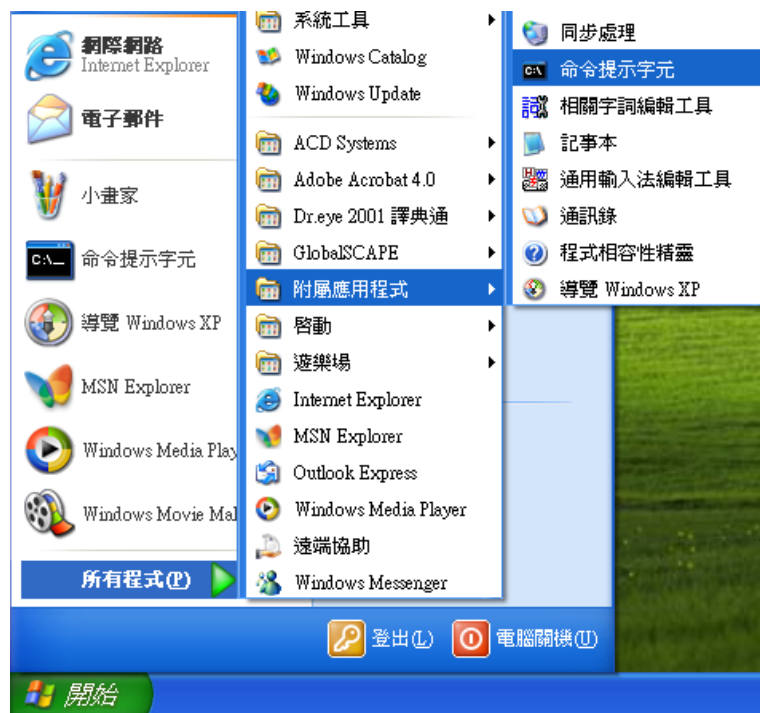 網際網路
Internet Explorer
電子郵件
小畫家
命令提示字元
導覽 Windows XP
MSN Explorer
Windows Media Play
Windows Movie Mak
所有程式(P)
系統工具
Windows Catalog
Windows Update
ACD Systems
Adobe Acrobat 4.0
Dr.eye 2001 譯典通
GlobalSCAPE
附屬應用程式
啓動
遊樂場
Internet Explorer
MSN Explorer
Outlook Express
Windows Media Player
遠端協助
Windows Messenger
同步處理
命令提示字元
相關字詞編輯工具
記事本
通用輸入法編輯工具
通訊錄
程式相容性精靈
導覽 Windows XP
登出(L)
電腦關機(U)
開始